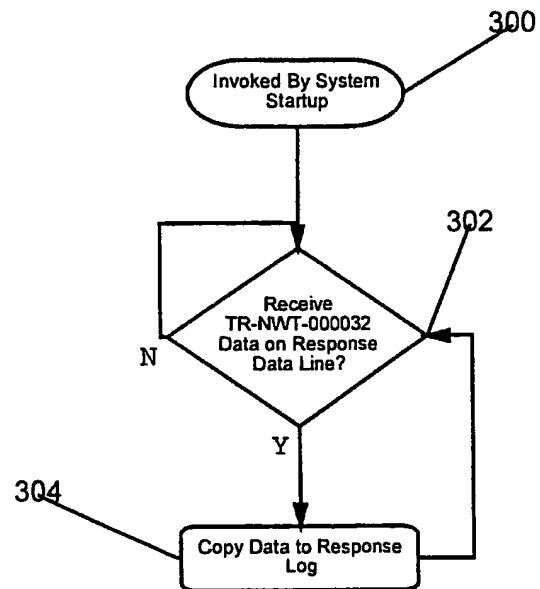 300
Invoked By System
Startup
302
Receive
TR-NWT-000032
Data on Response
Data Line?
N
Y
304
Copy Data to Response
Log